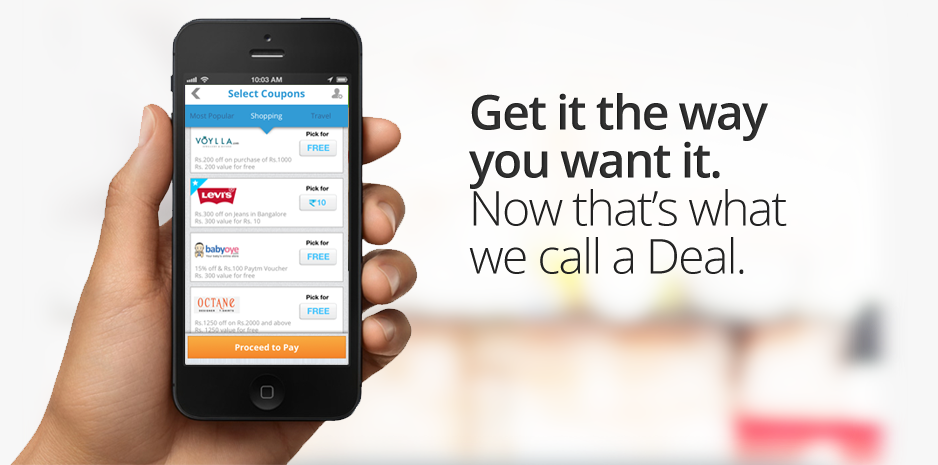 10:03 AM
Select Coupons
Most Popular Shopping Travel
VOYLLA.com
Pick for
FREE
Rs.200 off on purchase of Rs.1000
Rs. 200 value for free
LEVI'S
Pick for
₹10
Rs.300 off on Jeans in Bangalore
Rs. 300 value for Rs. 10
babyoye
Pick for
FREE
15% off & Rs.100 Paytm Voucher
Rs. 300 value for free
OCTANE
Pick for
FREE
Rs.1250 off on Rs.2000 and above
Rs. 1250 value for free
Proceed to Pay
Get it the way
you want it.
Now that's what
we call a Deal.